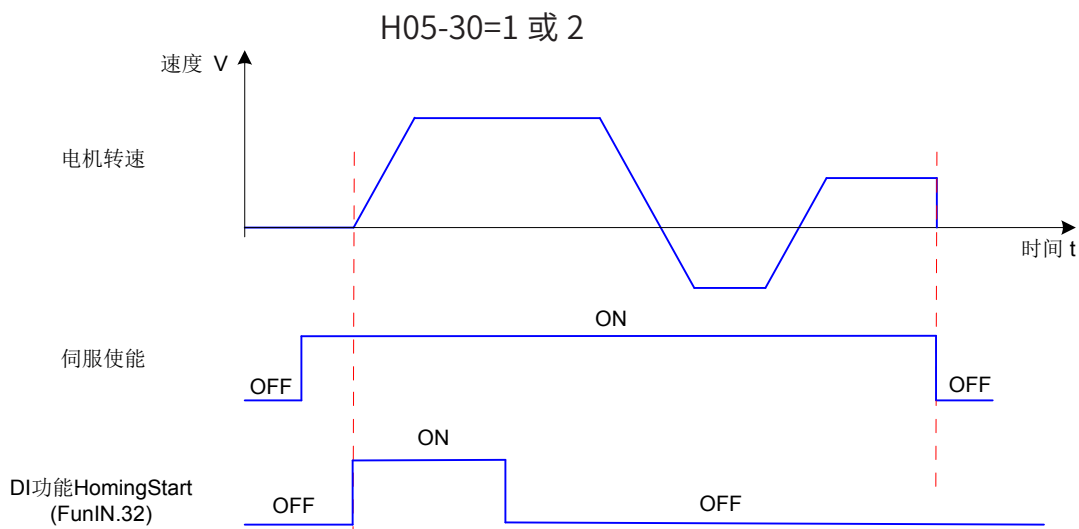 H05-30=1 或 2
速度 V
电机转速
时间 t
ON
伺服使能
OFF
OFF
ON
DI功能HomingStart
(FunIN.32)
OFF
OFF